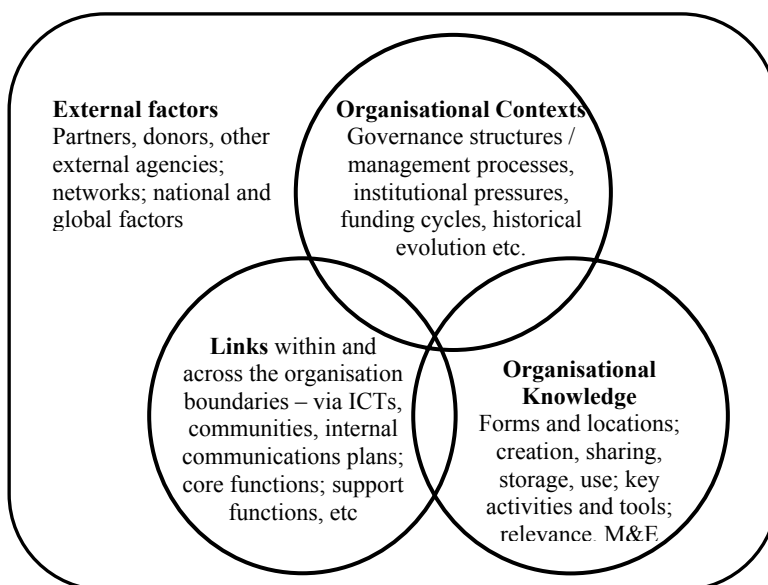 External factors
Partners, donors, other
external agencies;
networks; national and
global factors
Organisational Contexts
Governance structures /
management processes,
institutional pressures,
funding cycles, historical
evolution etc.
Links within and
across the organisation
boundaries – via ICTs,
communities, internal
communications plans;
core functions; support
functions, etc
Organisational
Knowledge
Forms and locations;
creation, sharing,
storage, use; key
activities and tools;
relevance. M&E